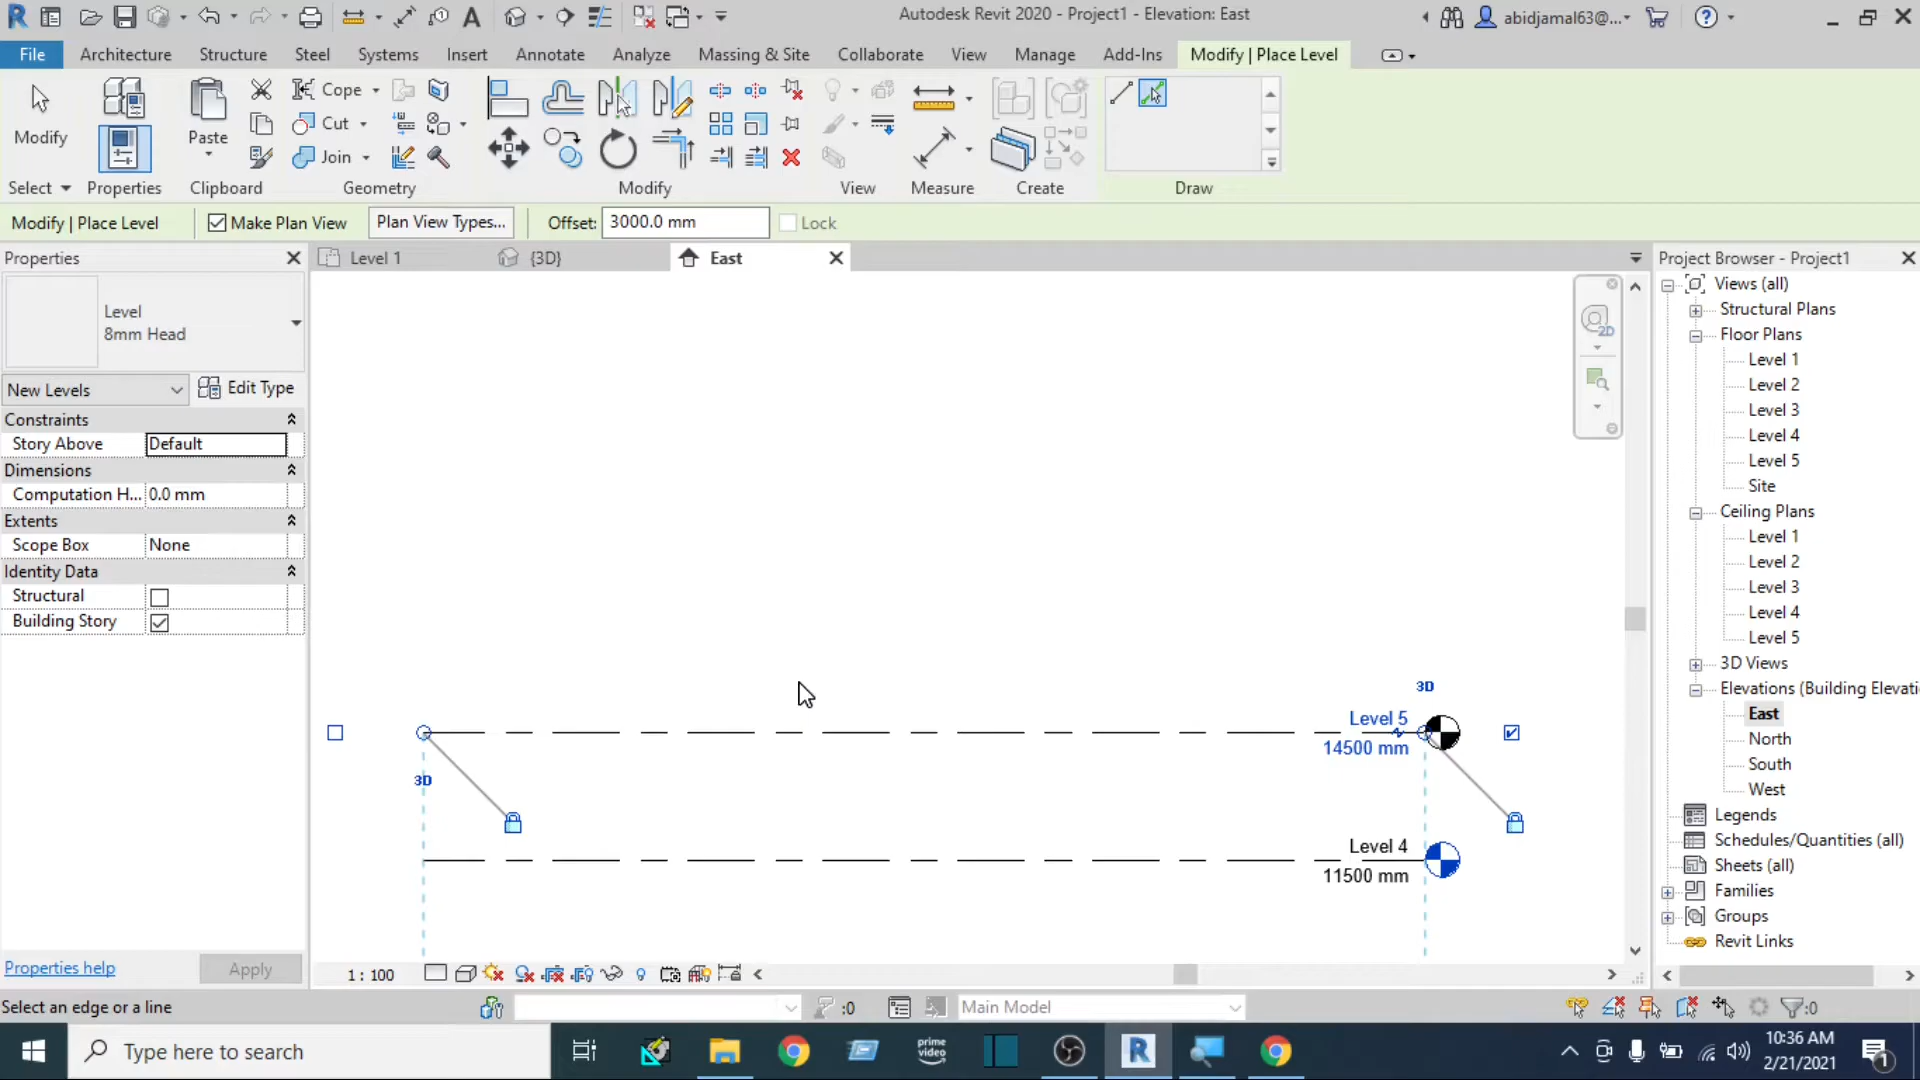 Autodesk Revit 2020 - Project1 - Elevation: East
abidjamal63@...
File Architecture Structure Steel Systems Insert Annotate Analyze Massing & Site Collaborate View Manage Add-Ins Modify | Place Level
Modify
Paste
Cope
Cut
Join
Select Properties Clipboard Geometry Modify View Measure Create Draw
Modify | Place Level Make Plan View Plan View Types... Offset: 3000.0 mm Lock
Properties
Level 1 {3D} East
Project Browser - Project1
Level
8mm Head
New Levels Edit Type
Constraints
Story Above Default
Dimensions
Computation H... 0.0 mm
Extents
Scope Box None
Identity Data
Structural
Building Story
Properties help Apply
2D
3D
Level 5
14500 mm
3D
Level 4
11500 mm
Views (all)
Structural Plans
Floor Plans
Level 1
Level 2
Level 3
Level 4
Level 5
Site
Ceiling Plans
Level 1
Level 2
Level 3
Level 4
Level 5
3D Views
Elevations (Building Elevati
East
North
South
West
Legends
Schedules/Quantities (all)
Sheets (all)
Families
Groups
Revit Links
1 : 100
Select an edge or a line :0 Main Model :0
Type here to search
prime
video
10:36 AM
2/21/2021
1